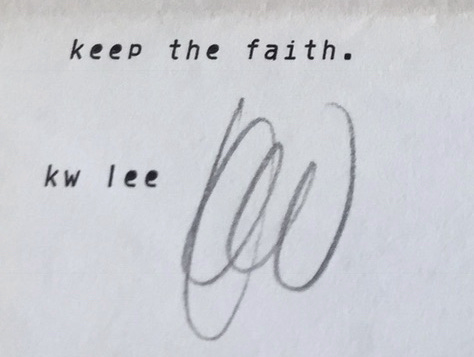 keep the faith.
kw lee